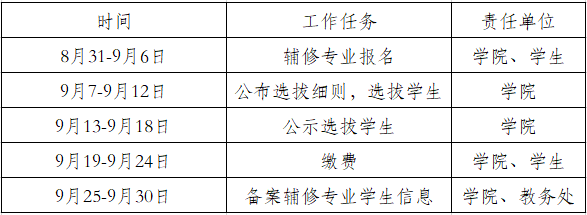 时间 工作任务 责任单位
8月31-9月6日 辅修专业报名 学院、学生
9月7-9月12日 公布选拔细则，选拔学生 学院
9月13-9月18日 公示选拔学生 学院
9月19-9月24日 缴费 学院、学生
9月25-9月30日 备案辅修专业学生信息 学院、教务处